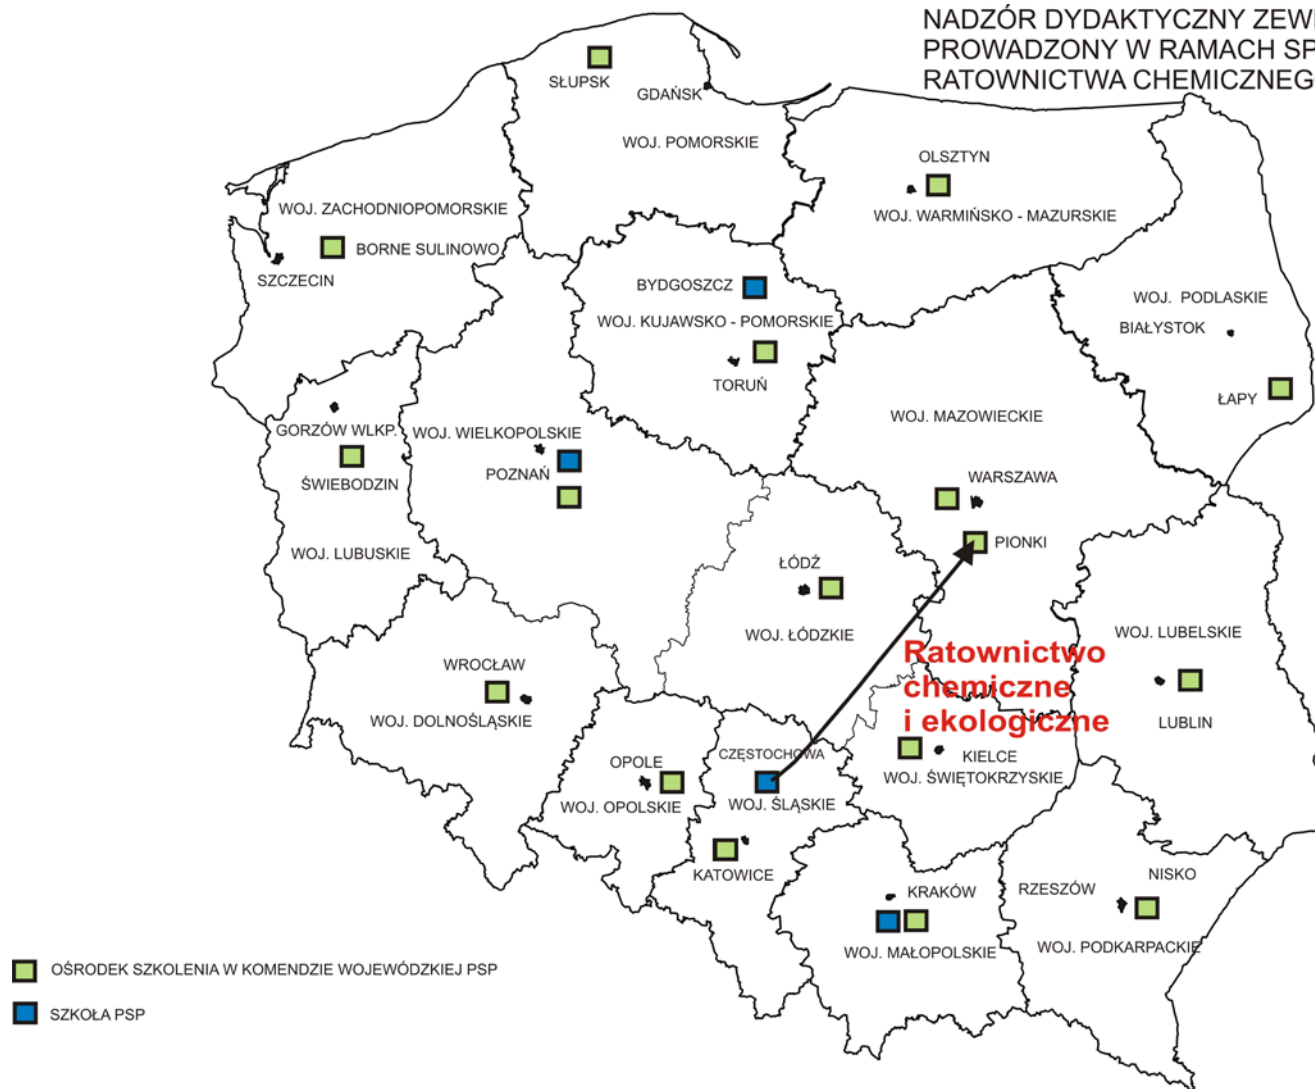 NADZÓR DYDAKTYCZNY
PROWADZONY W RAMACH
RATOWNICTWA
SŁUPSK
GDAŃSK
WOJ. POMORSKIE
OLSZTYN
WOJ. WARMIŃSKO - MAZURSKIE
WOJ. ZACHODNIOPOMORSKIE
BORNE SULINOWO
SZCZECIN
BYDGOSZCZ
WOJ. KUJAWSKO - POMORSKIE
TORUŃ
WOJ. PODLASKIE
BIAŁYSTOK
ŁAPY
WOJ. MAZOWIECKIE
GORZÓW WLKP.
ŚWIEBODZIN
WOJ. LUBUSKIE
WOJ. WIELKOPOLSKIE
POZNAŃ
WARSZAWA
PIONKI
ŁÓDŹ
WOJ. ŁÓDZKIE
Ratownictwo
chemiczne
i ekologiczne
WOJ. LUBELSKIE
LUBLIN
WROCŁAW
WOJ. DOLNOŚLĄSKIE
OPOLE
WOJ. OPOLSKIE
CZĘSTOCHOWA
WOJ. ŚLĄSKIE
KATOWICE
KIELCE
WOJ. ŚWIĘTOKRZYSKIE
KRAKÓW
WOJ. MAŁOPOLSKIE
NISKO
RZESZÓW
WOJ. PODKARPACKIE
OŚRODEK SZKOLENIA W KOMENDZIE WOJEWÓDZKIEJ PSP
SZKOŁA PSP